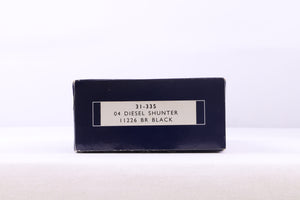 31-335
04 DIESEL SHUNTER
11226 BR BLACK